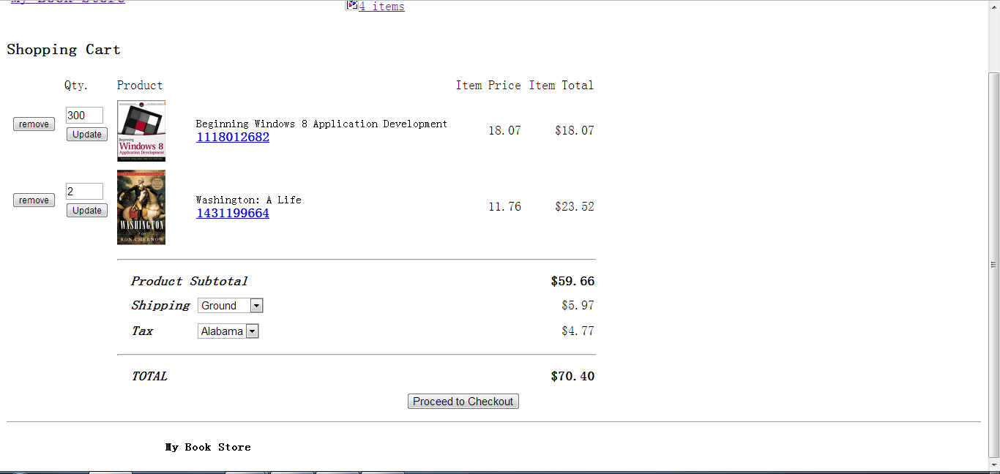 My Book Store
4 items
Shopping Cart
Qty. Product Item Price Item Total
remove 300 Update
Beginning Windows 8 Application Development
1118012682
18.07 $18.07
Beginning
Windows 8
Application Development
remove 2 Update
Washington: A Life
1431199664
11.76 $23.52
WASHINGTON
RON CHERNOW
Product Subtotal $59.66
Shipping Ground $5.97
Tax Alabama $4.77
TOTAL $70.40
Proceed to Checkout
My Book Store